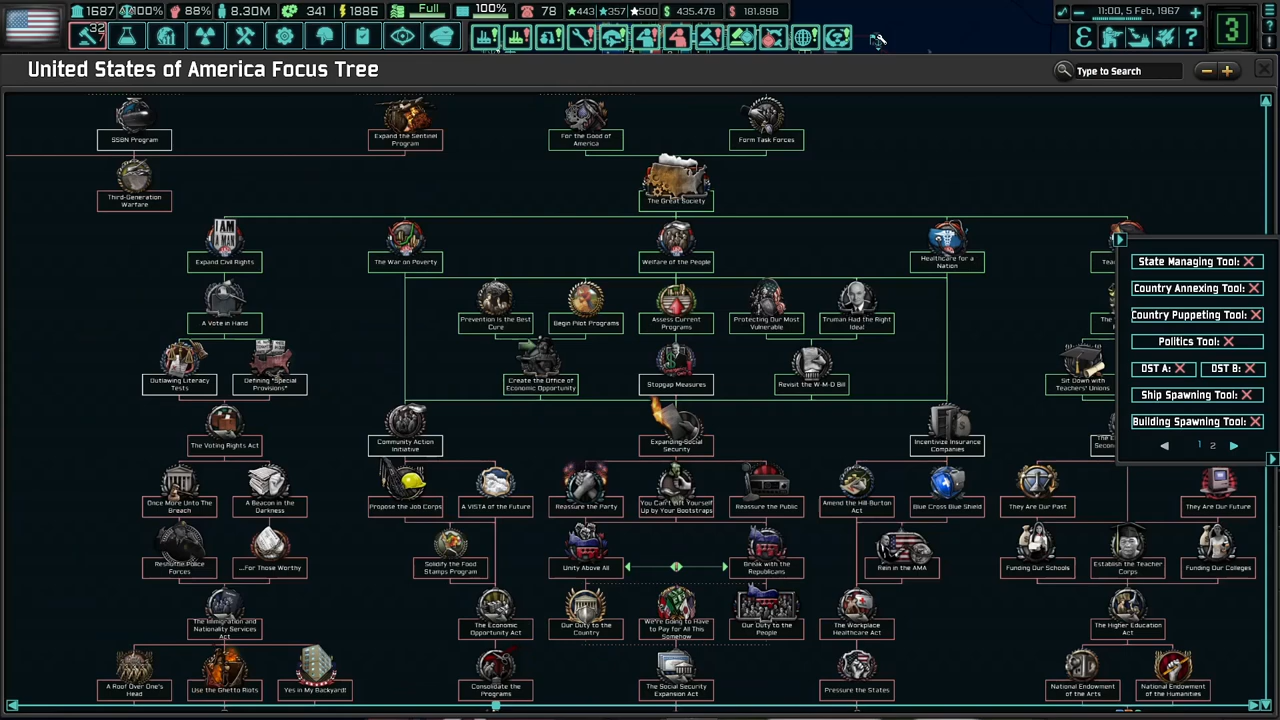 1687 100% 88% 8.30M 341 1886 Full 100% 78 443 357 500 $ 435.47B $ 181.89B 11:00, 5 Feb, 1967 3
32
United States of America Focus Tree
Type to Search
SSBN Program
Expand the Sentinel Program
For the Good of America
Form Task Forces
Third-Generation Warfare
The Great Society
I AM A MAN
Expand Civil Rights
The War on Poverty
Welfare of the People
Healthcare for a Nation
A Vote in Hand
Prevention is the Best Cure
Begin Pilot Programs
Assess Current Programs
Protecting Our Most Vulnerable
Truman Had the Right Idea!
Outlawing Literacy Tests
Defining "Special Provisions"
Create the Office of Economic Opportunity
Stopgap Measures
Revisit the W-M-D Bill
Sit Down with Teachers' Unions
The Voting Rights Act
Community Action Initiative
Expanding Social Security
Incentivize Insurance Companies
Once More Unto The Breach
A Beacon in the Darkness
Propose the Job Corps
A VISTA of the Future
Reassure the Party
You Can't Lift Yourself Up by Your Bootstraps
Reassure the Public
Amend the Hill-Burton Act
Blue Cross Blue Shield
They Are Our Past
They Are Our Future
Reshuffle Police Forces
...For Those Worthy
Solidify the Food Stamps Program
Unity Above All
Break with the Republicans
Rein in the AMA
Funding Our Schools
Establish the Teacher Corps
Funding Our Colleges
The Immigration and Nationality Services Act
The Economic Opportunity Act
Our Duty to the Country
We're Going to Have to Pay for All This Somehow
Our Duty to the People
The Workplace Healthcare Act
The Higher Education Act
A Roof Over One's Head
Use the Ghetto Riots
Yes in My Backyard!
Consolidate the Programs
The Social Security Expansion Act
Pressure the States
National Endowment of the Arts
National Endowment of the Humanities
State Managing Tool:
Country Annexing Tool:
Country Puppeting Tool:
Politics Tool:
OST A: OST B:
Ship Spawning Tool:
Building Spawning Tool:
1 2